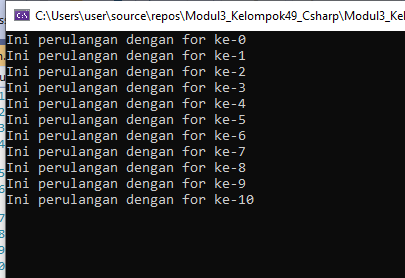 C:\Users\user\source\repos\Modul3_Kelompok49_Csharp\Modul3_Kel
Ini perulangan dengan for ke-0
Ini perulangan dengan for ke-1
Ini perulangan dengan for ke-2
Ini perulangan dengan for ke-3
Ini perulangan dengan for ke-4
Ini perulangan dengan for ke-5
Ini perulangan dengan for ke-6
Ini perulangan dengan for ke-7
Ini perulangan dengan for ke-8
Ini perulangan dengan for ke-9
Ini perulangan dengan for ke-10